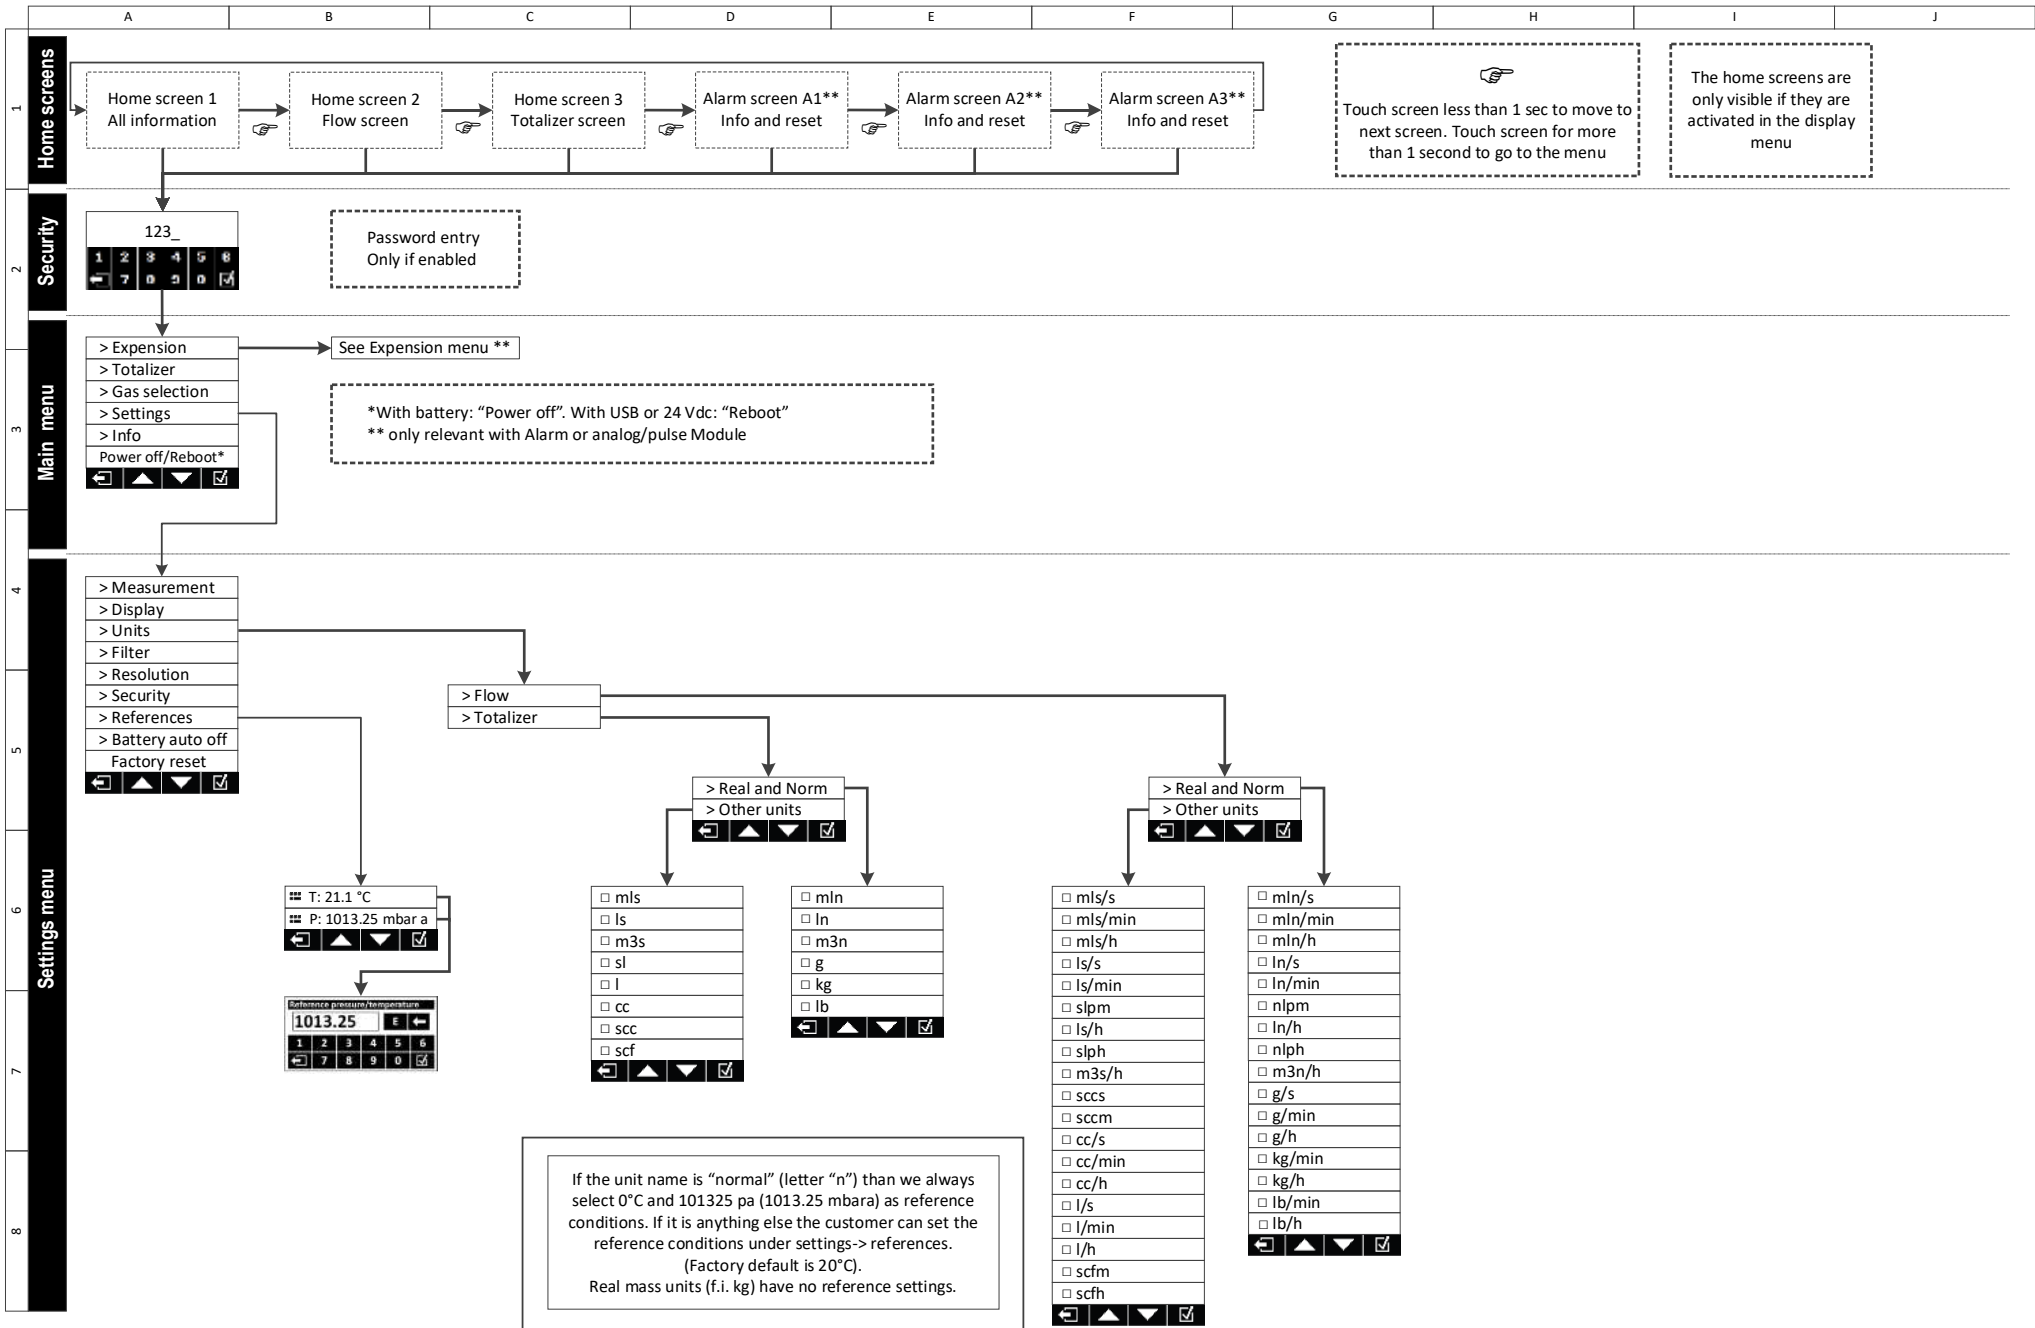 A B C D E F G H I J
1
Home screens
Home screen 1
All information
Home screen 2
Flow screen
Home screen 3
Totalizer screen
Alarm screen A1**
Info and reset
Alarm screen A2**
Info and reset
Alarm screen A3**
Info and reset
Touch screen less than 1 sec to move to
next screen. Touch screen for more
than 1 second to go to the menu
The home screens are
only visible if they are
activated in the display
menu
2
Security
123_
1 2 3 4 5 6
7 0
Password entry
Only if enabled
3
Main menu
> Expension
> Totalizer
> Gas selection
> Settings
> Info
Power off/Reboot*
See Expension menu **
*With battery: “Power off”. With USB or 24 Vdc: “Reboot”
** only relevant with Alarm or analog/pulse Module
4
5
6
7
8
Settings menu
> Measurement
> Display
> Units
> Filter
> Resolution
> Security
> References
> Battery auto off
Factory reset
> Flow
> Totalizer
> Real and Norm
> Other units
> Real and Norm
> Other units
T: 21.1 °C
P: 1013.25 mbar a
Reference pressure/temperature
1013.25 E
1 2 3 4 5 6
7 8 9 0
□ mls
□ ls
□ m3s
□ sl
□ l
□ cc
□ scc
□ scf
□ mln
□ ln
□ m3n
□ g
□ kg
□ lb
□ mls/s
□ mls/min
□ mls/h
□ ls/s
□ ls/min
□ slpm
□ ls/h
□ slph
□ m3s/h
□ sccs
□ sccm
□ cc/s
□ cc/min
□ cc/h
□ l/s
□ l/min
□ l/h
□ scfm
□ scfh
□ mln/s
□ mln/min
□ mln/h
□ ln/s
□ ln/min
□ nlpm
□ ln/h
□ nlph
□ m3n/h
□ g/s
□ g/min
□ g/h
□ kg/min
□ kg/h
□ lb/min
□ lb/h
If the unit name is “normal” (letter “n”) than we always
select 0°C and 101325 pa (1013.25 mbara) as reference
conditions. If it is anything else the customer can set the
reference conditions under settings-> references.
(Factory default is 20°C).
Real mass units (f.i. kg) have no reference settings.